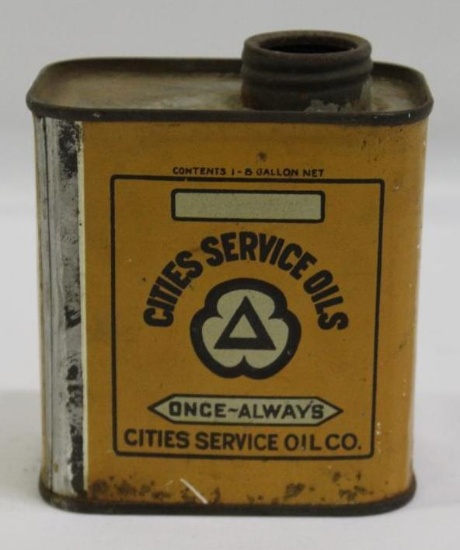 CONTENTS 1-8 GALLON NET
CITIES SERVICE OILS
ONCE~ALWAYS
CITIES SERVICE OIL CO.